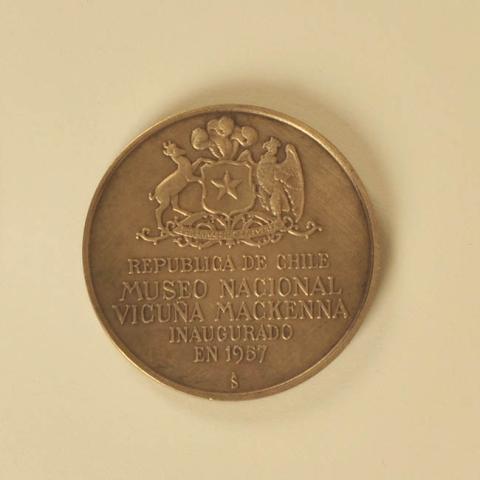 REPUBLICA DE CHILE
MUSEO NACIONAL
VICUÑA MACKENNA
INAUGURADO
EN 1957